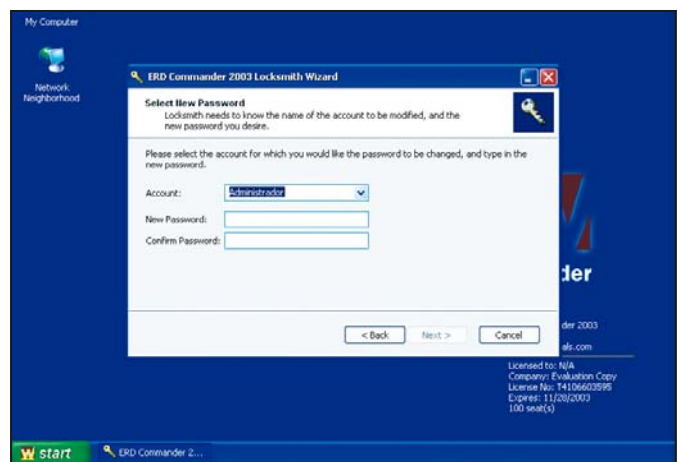 My Computer
Network
Neighborhood
ERD Commander 2003 Locksmith Wizard
Select New Password
Locksmith needs to know the name of the account to be modified, and the
new password you desire.
Please select the account for which you would like the password to be changed, and type in the
new password.
Account:
Administrador
New Password:
Confirm Password:
< Back
Next >
Cancel
der
der 2003
als.com
Licensed to: N/A
Company: Evaluation Copy
License No: T4106603595
Expires: 11/28/2003
100 seat(s)
start
ERD Commander 2...